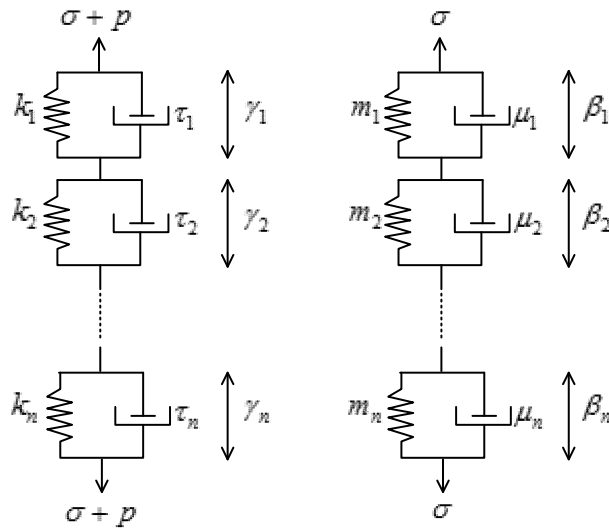 σ + p σ
k₁ τ₁ γ₁ m₁ μ₁ β₁
k₂ τ₂ γ₂ m₂ μ₂ β₂
kₙ τₙ γₙ mₙ μₙ βₙ
σ + p σ